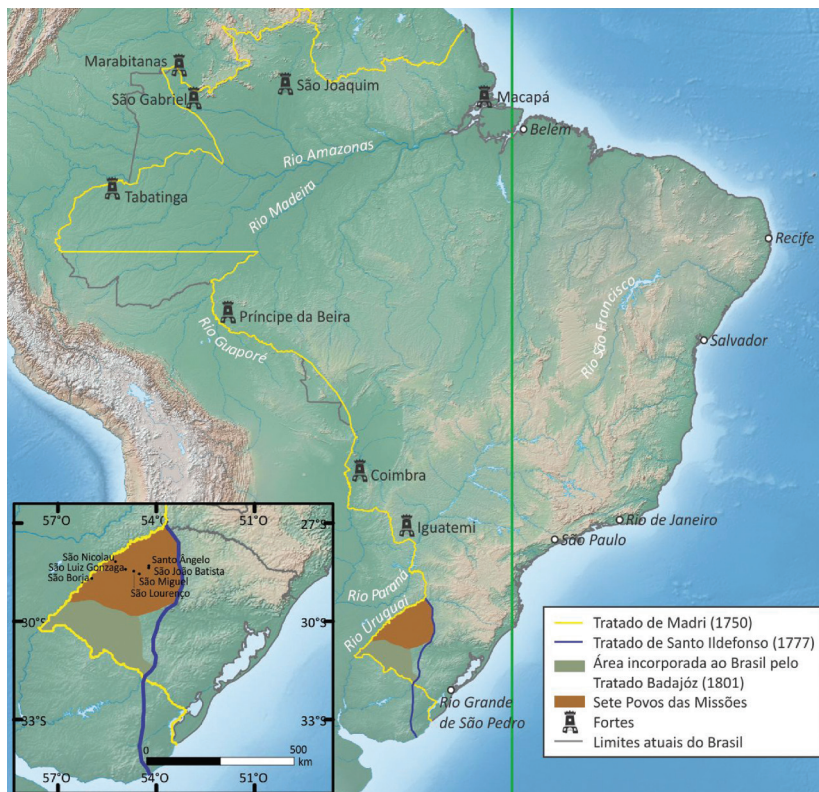 Marabitanas
São Gabriel
São Joaquim
Macapá
Belém
Rio Amazonas
Rio Madeira
Tabatinga
Recife
Príncipe da Beira
Rio Guaporé
Rio São Francisco
Salvador
Coimbra
Iguatemi
Rio de Janeiro
São Paulo
Rio Paraná
Rio Uruguai
Rio Grande
de São Pedro
57°O
54°O
51°O
27°S
São Nicolau
São Luiz Gonzaga
São Borja
Santo Ângelo
São João Batista
São Miguel
São Lourenço
30°S
30°S
33°S
33°S
0
500
km
57°O
54°O
51°O
Tratado de Madri (1750)
Tratado de Santo Ildefonso (1777)
Área incorporada ao Brasil pelo
Tratado Badajóz (1801)
Sete Povos das Missões
Fortes
Limites atuais do Brasil